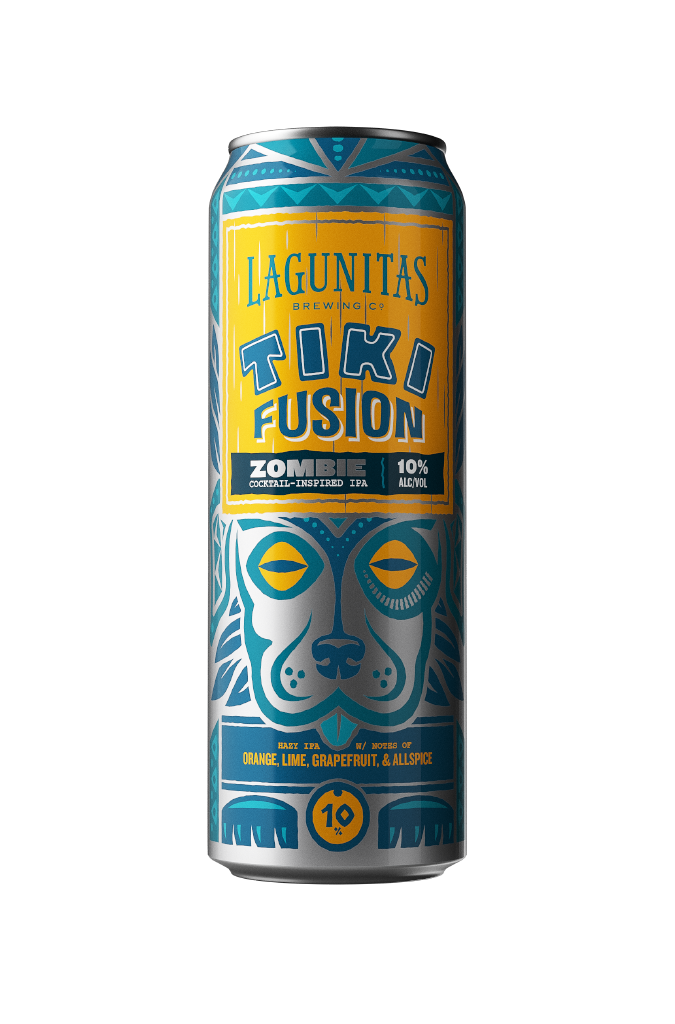 LAGUNITAS
BREWING Cº
TIKI
FUSION
ZOMBIE
COCKTAIL-INSPIRED IPA
10%
ALC/VOL
HAZY IPA W/ NOTES OF
ORANGE, LIME, GRAPEFRUIT, & ALLSPICE
10
%